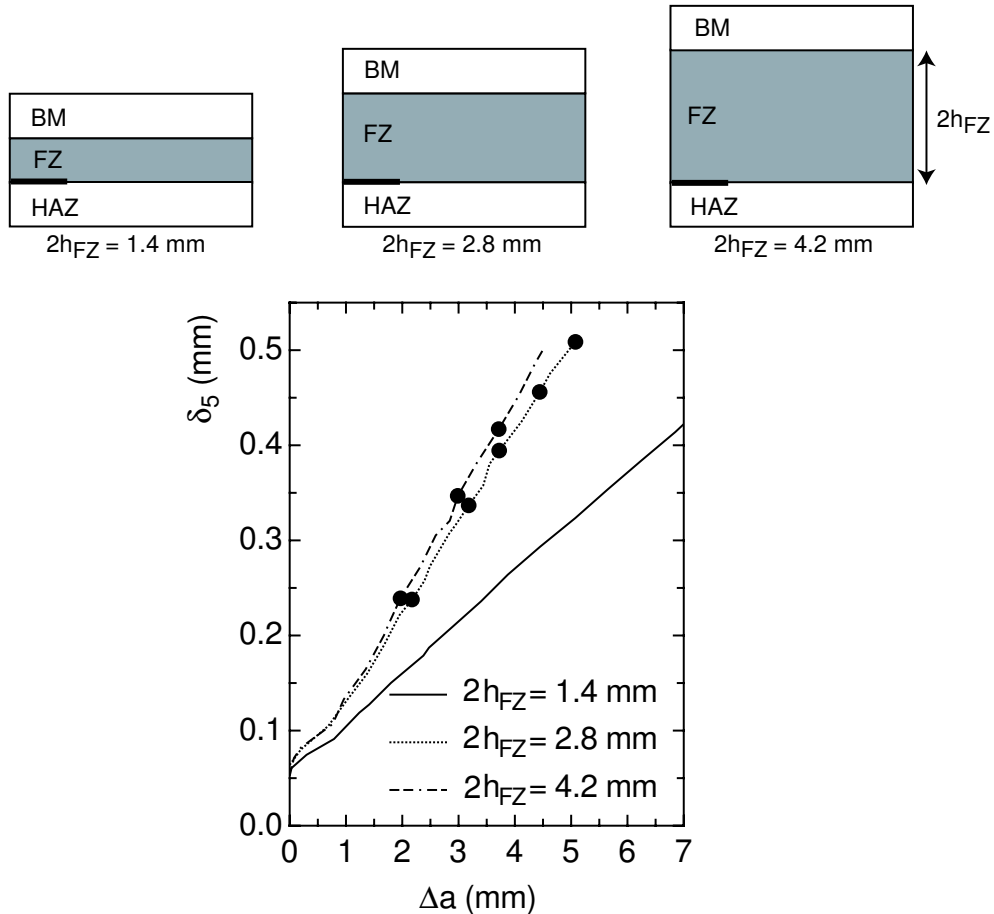 BM
FZ
HAZ
2hFZ = 1.4 mm
BM
FZ
HAZ
2hFZ = 2.8 mm
BM
FZ
HAZ
2hFZ = 4.2 mm
2hFZ
δ5 (mm)
0.5
0.4
0.3
0.2
0.1
0.0
2hFZ = 1.4 mm
2hFZ = 2.8 mm
2hFZ = 4.2 mm
0 1 2 3 4 5 6 7
Δa (mm)